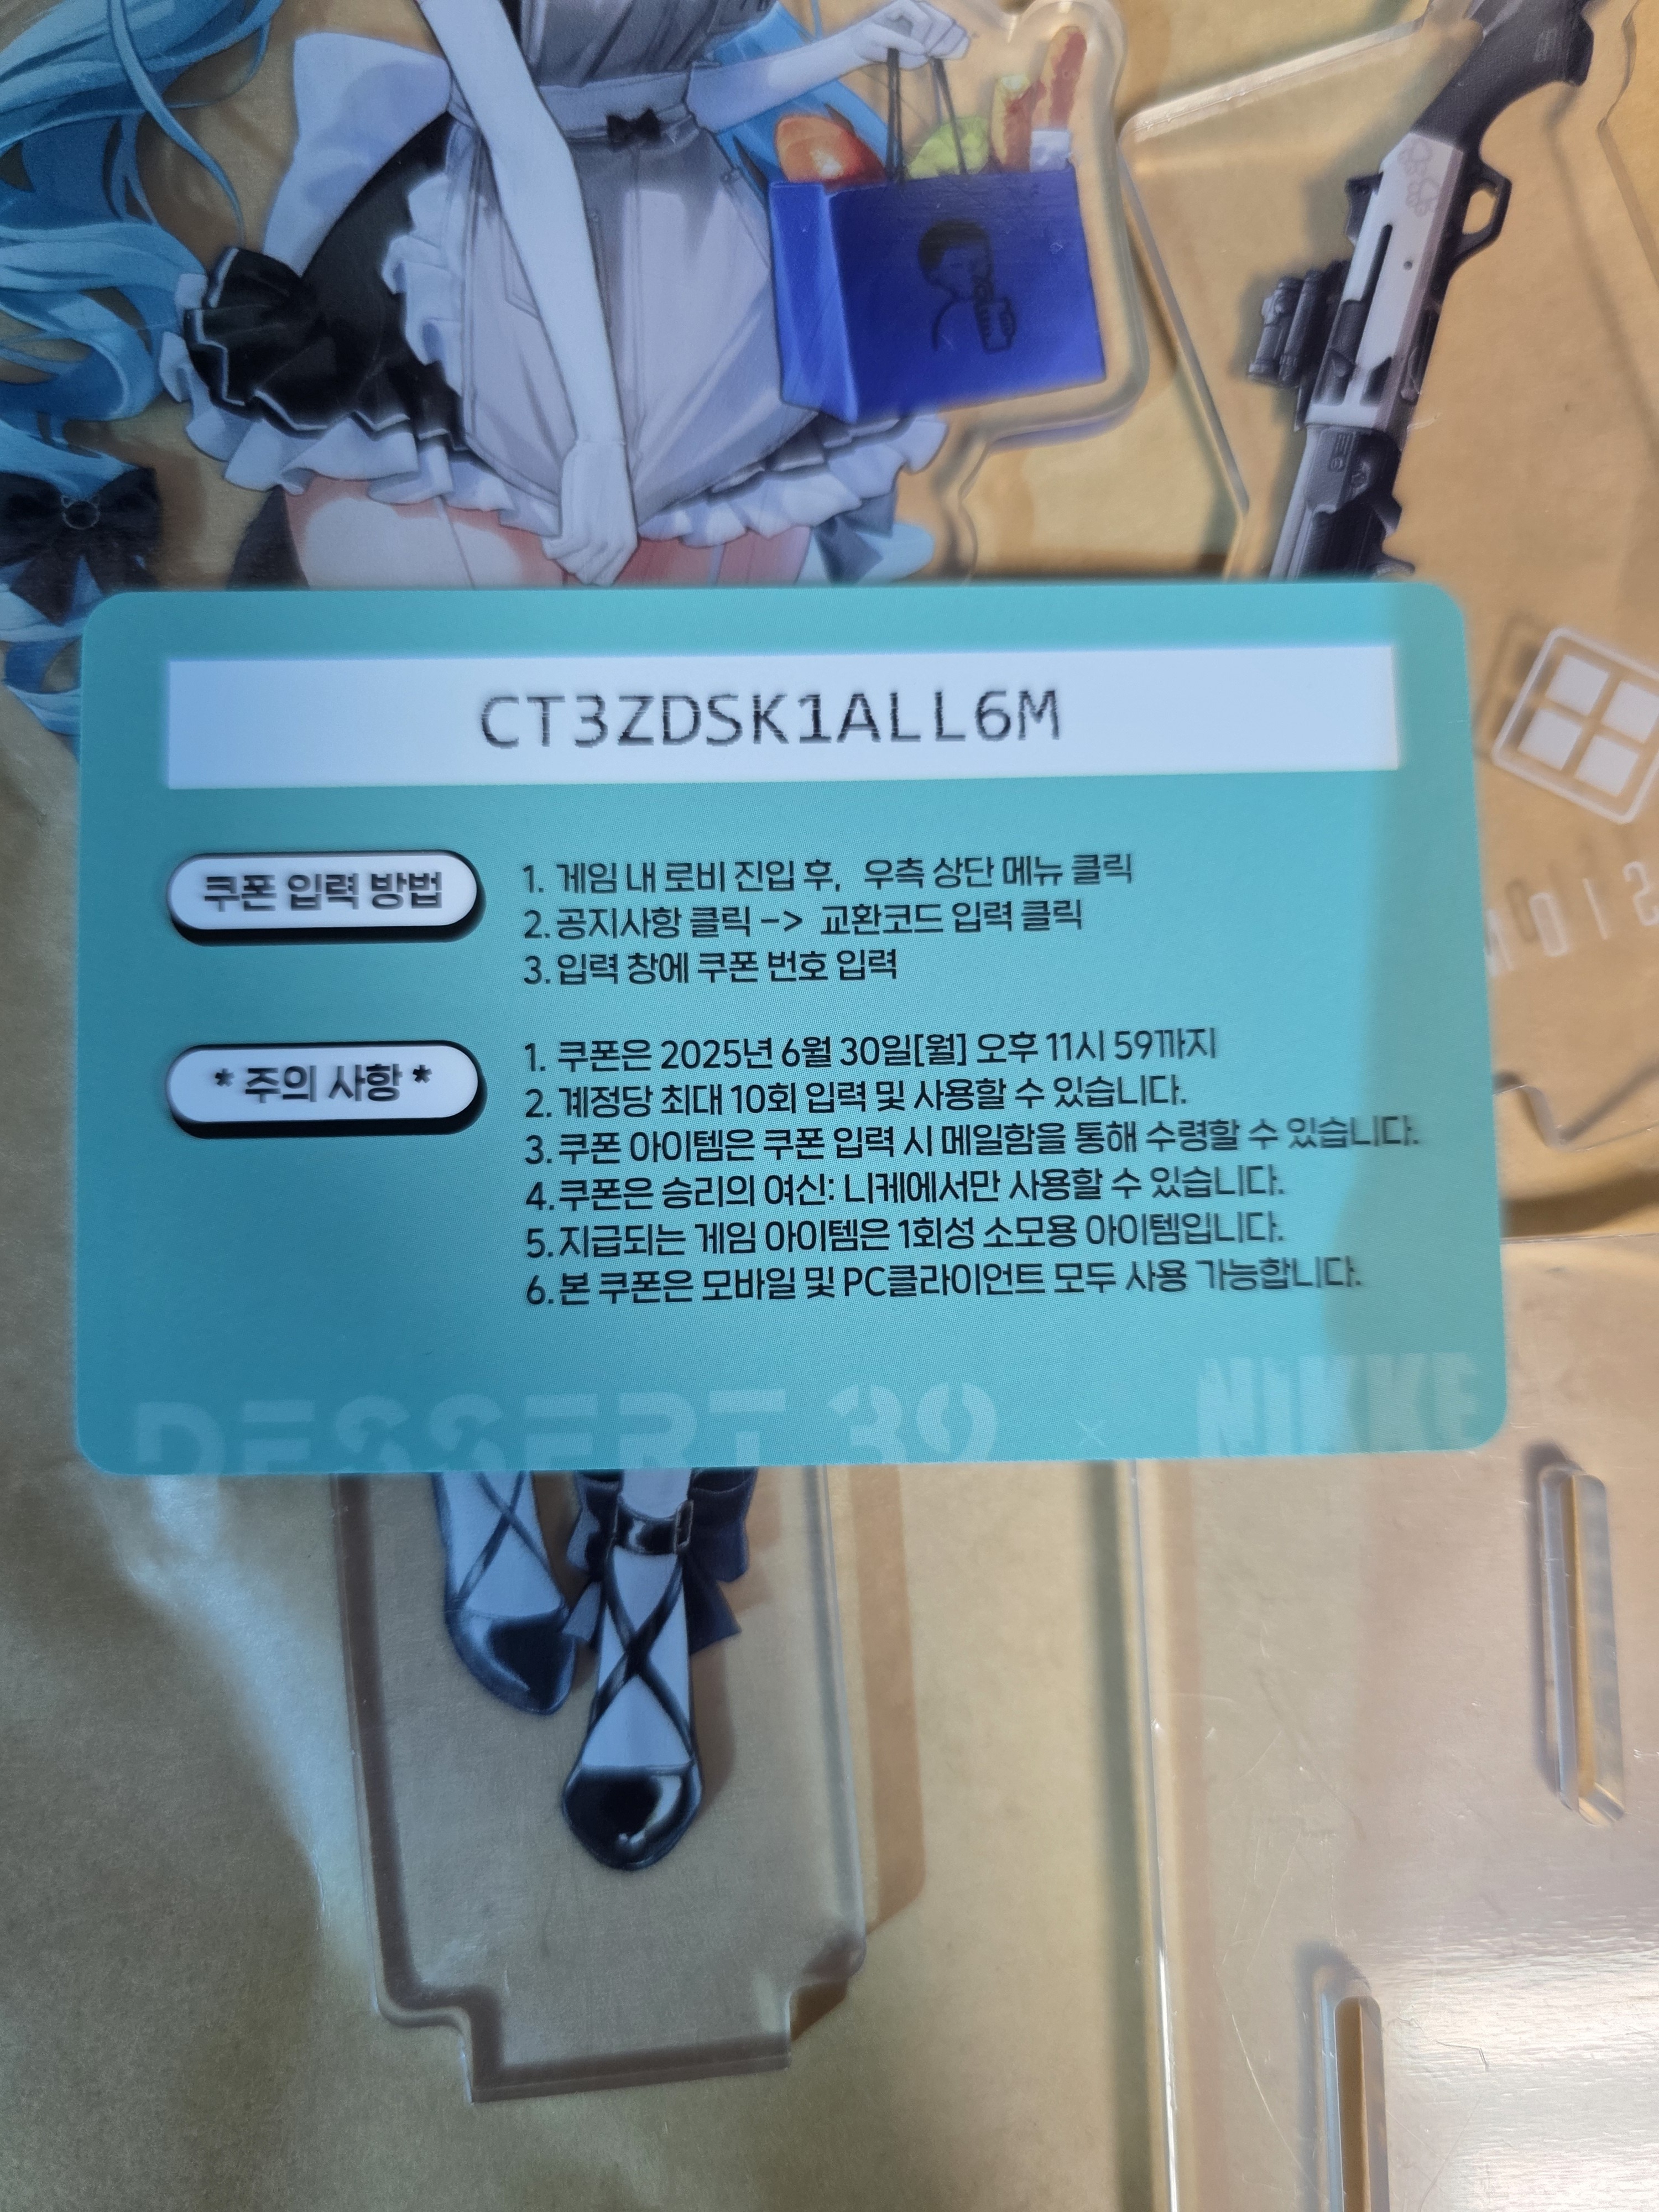 CT3ZDSK1ALL6M
쿠폰 입력 방법
1. 게임 내 로비 진입 후, 우측 상단 메뉴 클릭
2. 공지사항 클릭 -> 교환코드 입력 클릭
3. 입력 창에 쿠폰 번호 입력
* 주의 사항 *
1. 쿠폰은 2025년 6월 30일[월] 오후 11시 59까지
2. 계정당 최대 10회 입력 및 사용할 수 있습니다.
3. 쿠폰 아이템은 쿠폰 입력 시 메일함을 통해 수령할 수 있습니다.
4. 쿠폰은 승리의 여신: 니케에서만 사용할 수 있습니다.
5. 지급되는 게임 아이템은 1회성 소모용 아이템입니다.
6. 본 쿠폰은 모바일 및 PC클라이언트 모두 사용 가능합니다.
DESSERT 39 × NIKKE